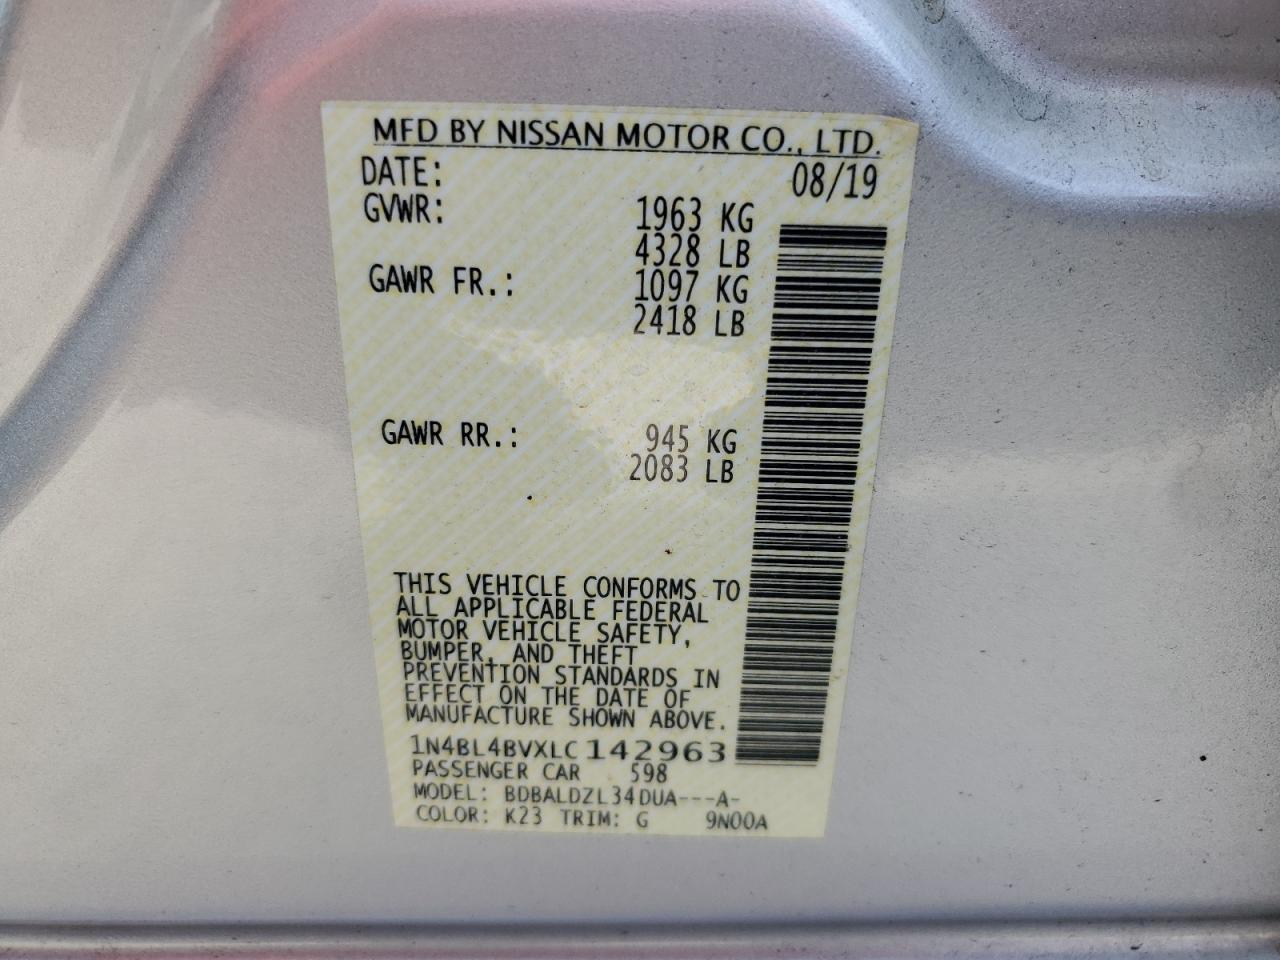 MFD BY NISSAN MOTOR CO., LTD.
DATE: 08/19
GVWR: 1963 KG
4328 LB
GAWR FR.: 1097 KG
2418 LB
GAWR RR.: 945 KG
2083 LB
THIS VEHICLE CONFORMS TO
ALL APPLICABLE FEDERAL
MOTOR VEHICLE SAFETY,
BUMPER, AND THEFT
PREVENTION STANDARDS IN
EFFECT ON THE DATE OF
MANUFACTURE SHOWN ABOVE.
1N4BL4BVXLC142963
PASSENGER CAR 598
MODEL: BDBALDZL34DUA---A-
COLOR: K23 TRIM: G 9N00A